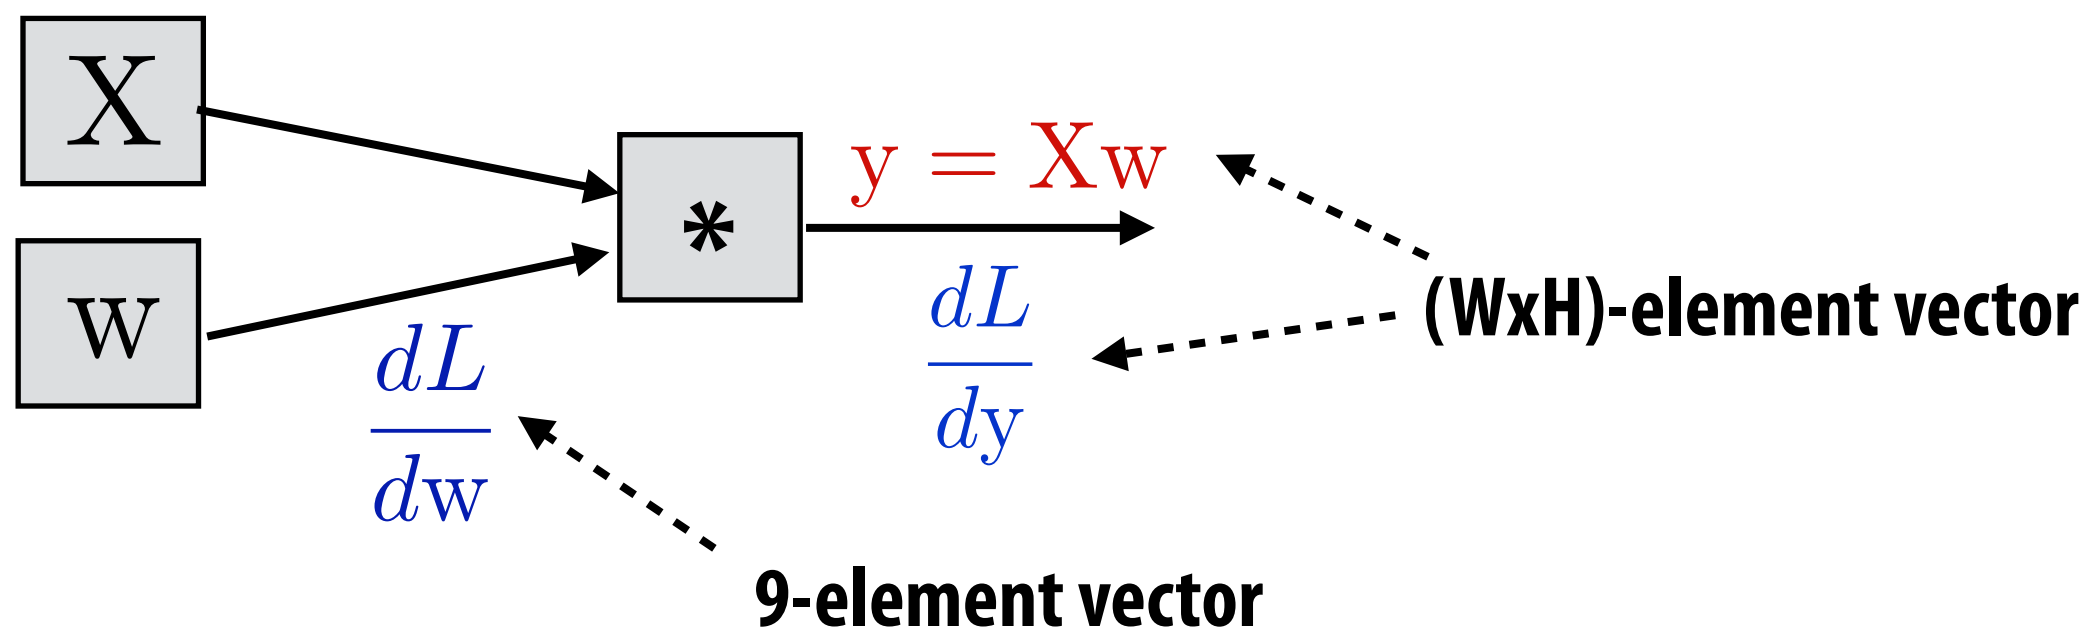 X
w
*
y = Xw
dL
dy
(WxH)-element vector
dL
dw
9-element vector